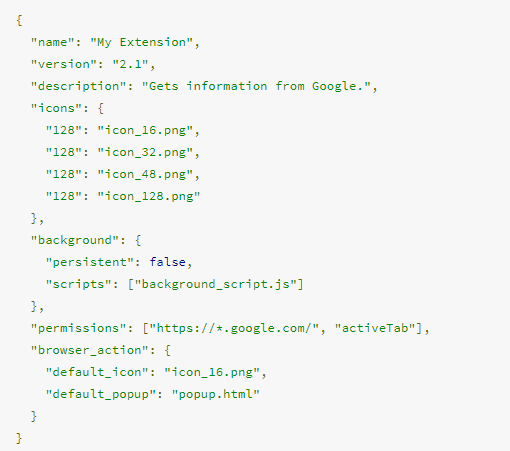 {
  "name": "My Extension",
  "version": "2.1",
  "description": "Gets information from Google.",
  "icons": {
    "128": "icon_16.png",
    "128": "icon_32.png",
    "128": "icon_48.png",
    "128": "icon_128.png"
  },
  "background": {
    "persistent": false,
    "scripts": ["background_script.js"]
  },
  "permissions": ["https://*.google.com/", "activeTab"],
  "browser_action": {
    "default_icon": "icon_16.png",
    "default_popup": "popup.html"
  }
}